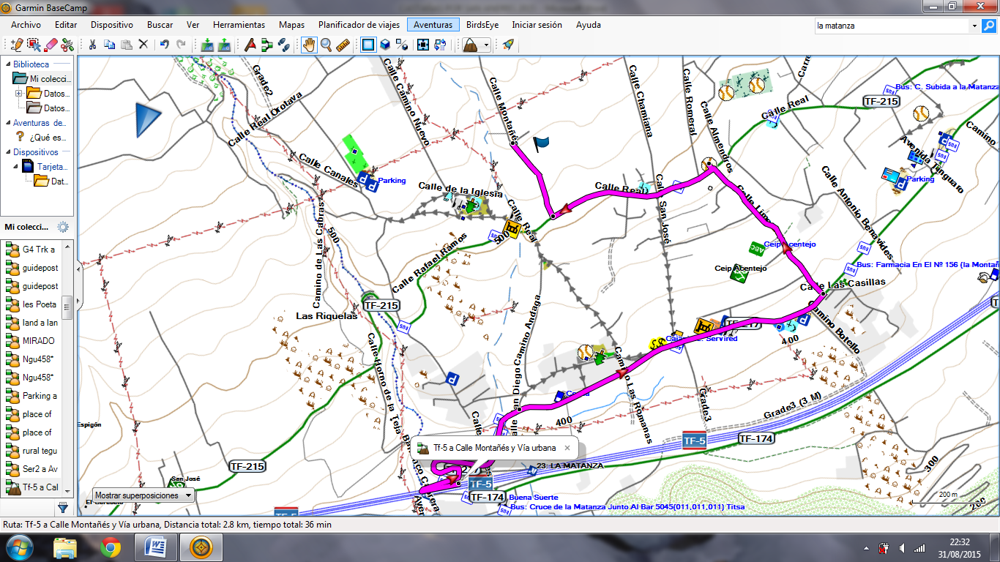 Garmin BaseCamp
Archivo Editar Dispositivo Buscar Ver Herramientas Mapas Planificador de viajes Aventuras BirdsEye Iniciar sesión Ayuda
la matanza
Biblioteca
Mi colecci...
Datos...
Datos...
Aventuras de...
¿Qué es...
Dispositivos
Tarjeta...
Dat...
Mi colecci...
G4 Trk a
guidepost
guidepost
Ies Poeta
land a lan
MIRADO
Ngu458*
Ngu458*
Parking a
place of
place of
rural tegu
Ser2 a Av
Tf-5 a Cal
Grade2
Calle Real Orotava
Calle Camino Nuevo
Calle Montañés
Calle Chamiana
Calle Romeral
Calle Almendros
Calle Real
TF-215
Bus: C. Subida a la Matanza
Camino
Avenida Tinguaro
Parking
Calle Canales
Parking
Calle de la Iglesia
Calle Real
Calle Real
Calle San José
Calle Antonio Benavides
Camino de Las Cabras
500
500
Calle Rafael Ramos
Ceip Acentejo
Ceip Acentejo
Bus: Farmacia En El Nº 156 (la Montañ
Calle Las Casillas
TF-215
Las Riquelas
TF-217
400
Camino Botello
Servired
Calle Horno de la Teja
San Diego Camino Andaga
Camino Las Romanas
Grade3
Grade3 (3 M)
400
Espigón
TF-5
TF-174
Tf-5 a Calle Montañés y Vía urbana
TF-215
23: LA MATANZA
300
San José
TF-5
TF-174
Buena Suerte
Bus: Cruce de la Matanza Junto Al Bar 5045(011,011,011) Titsa
TF-5
200 m
Mostrar superposiciones
Ruta: Tf-5 a Calle Montañés y Vía urbana, Distancia total: 2.8 km, tiempo total: 36 min
22:32
31/08/2015